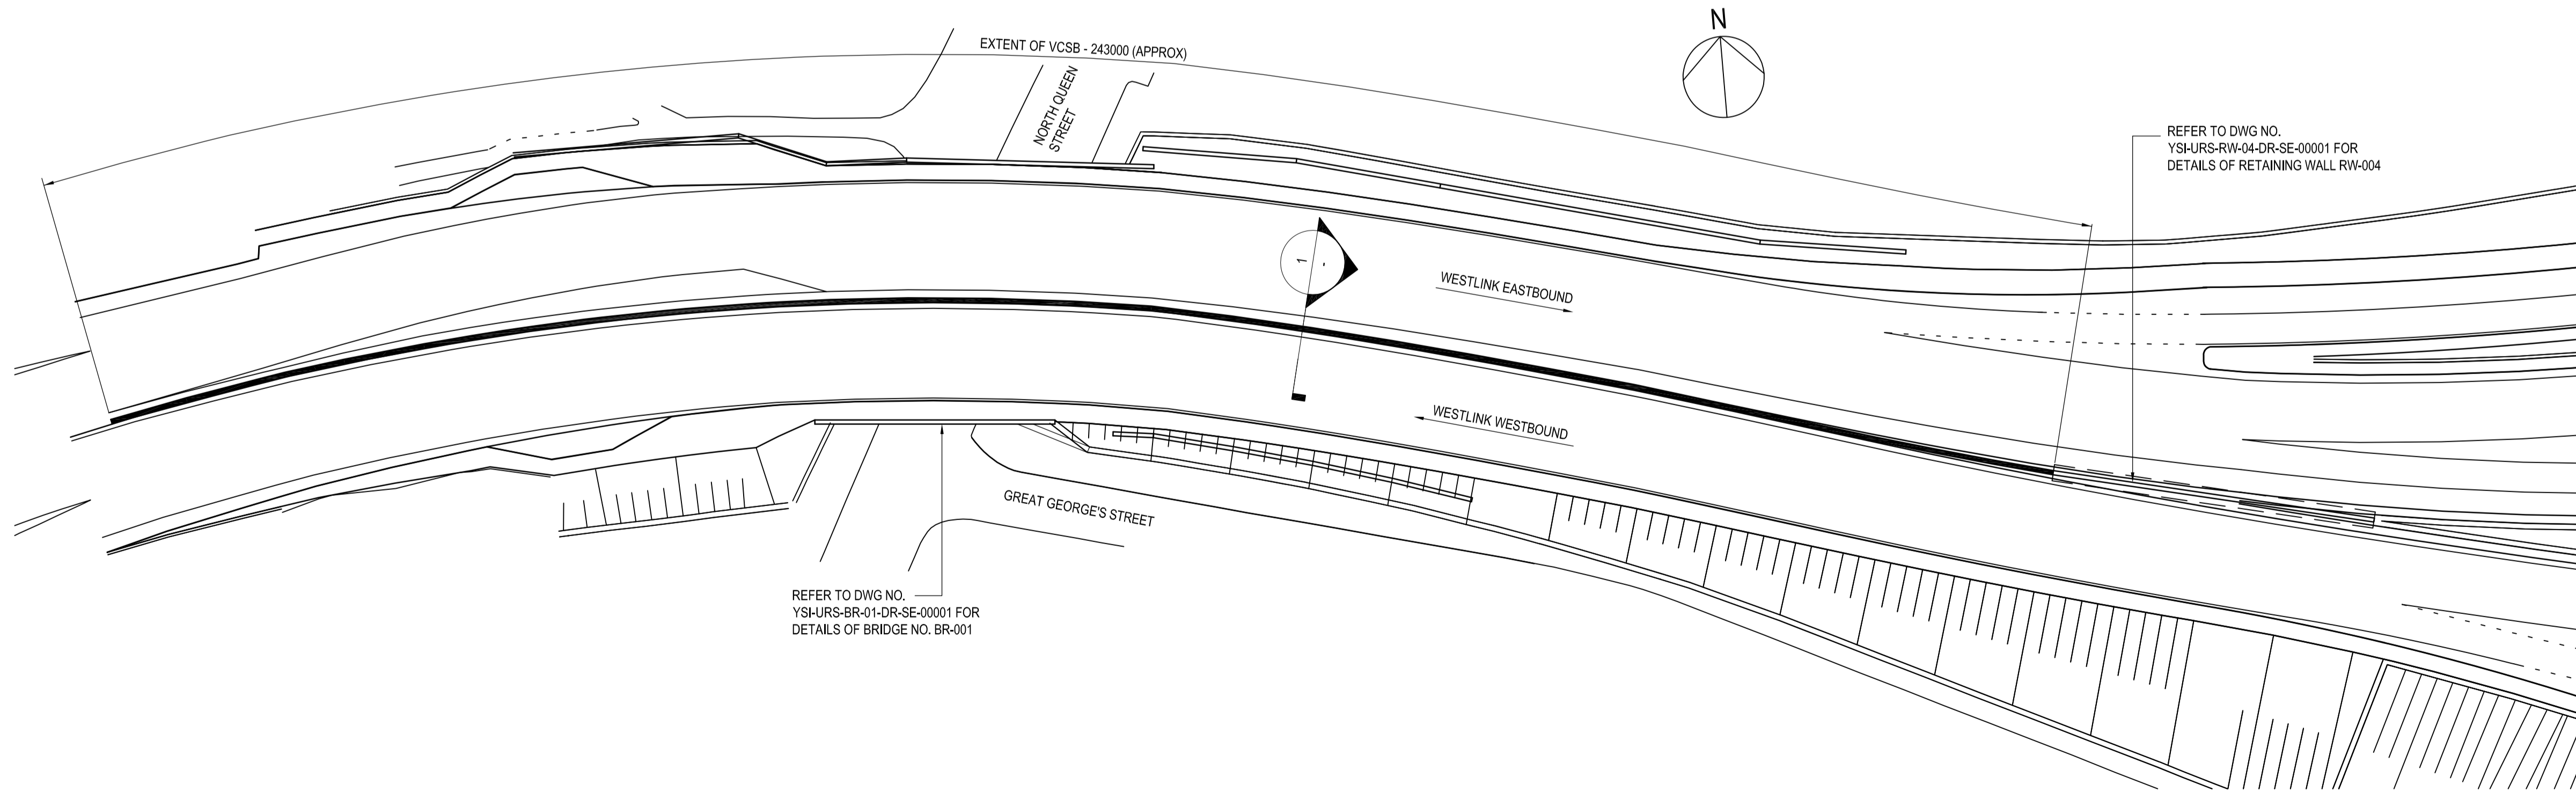 N
EXTENT OF VCSB - 243000 (APPROX)
NORTH QUEEN
STREET
REFER TO DWG NO.
YSI-URS-RW-04-DR-SE-00001 FOR
DETAILS OF RETAINING WALL RW-004
1
-
WESTLINK EASTBOUND
WESTLINK WESTBOUND
GREAT GEORGE'S STREET
REFER TO DWG NO.
YSI-URS-BR-01-DR-SE-00001 FOR
DETAILS OF BRIDGE NO. BR-001